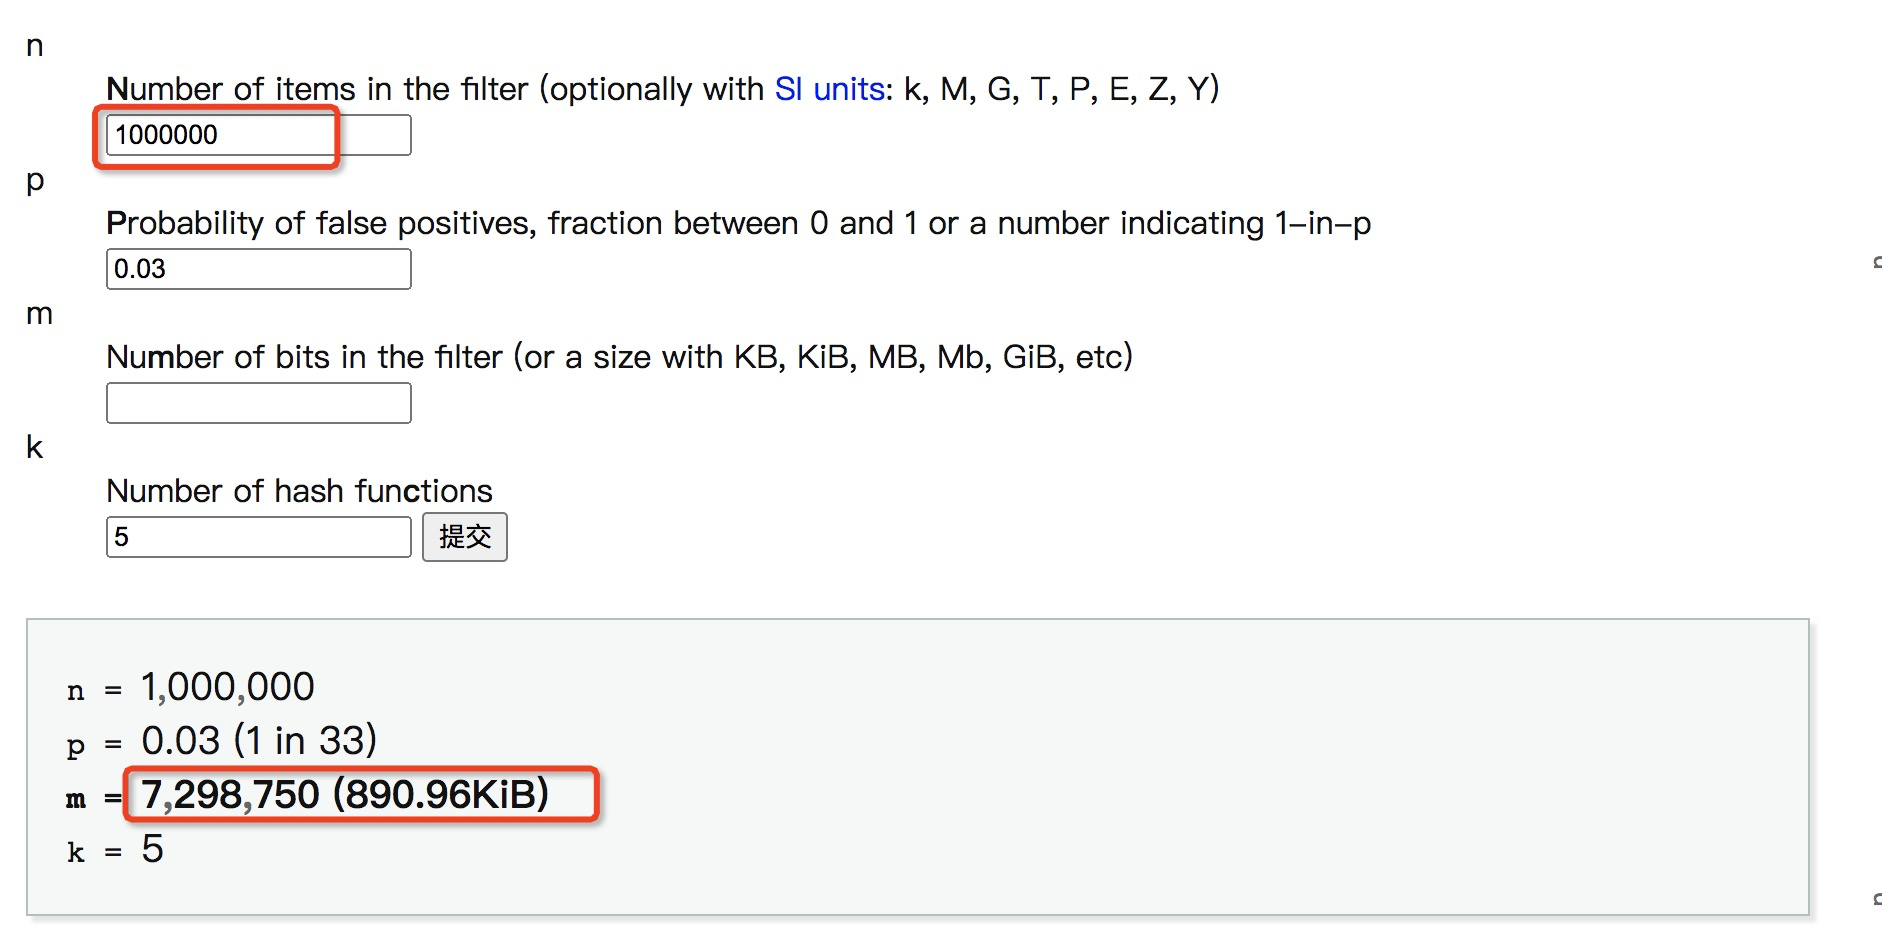 n
Number of items in the filter (optionally with SI units: k, M, G, T, P, E, Z, Y)
1000000
p
Probability of false positives, fraction between 0 and 1 or a number indicating 1-in-p
0.03
m
Number of bits in the filter (or a size with KB, KiB, MB, Mb, GiB, etc)
k
Number of hash functions
5 提交
n = 1,000,000
p = 0.03 (1 in 33)
m = 7,298,750 (890.96KiB)
k = 5